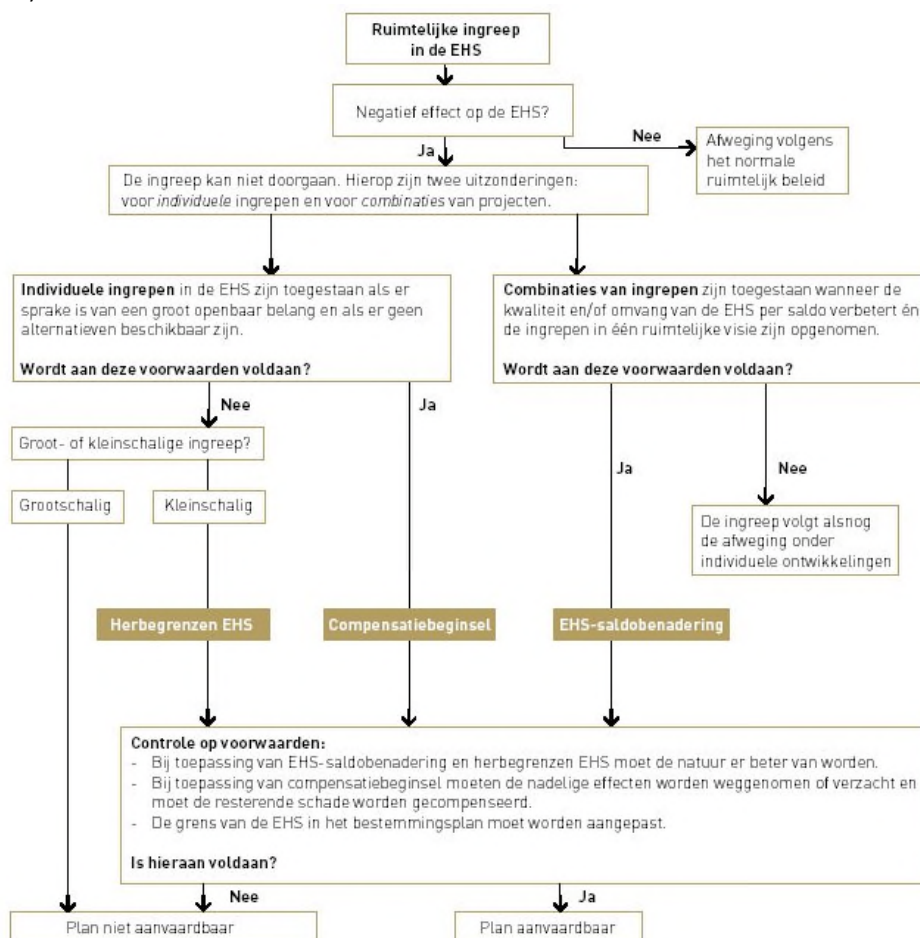 Ruimtelijke ingreep
in de EHS
Negatief effect op de EHS?
Nee
Ja
Afweging volgens
het normale
ruimtelijk beleid
De ingreep kan niet doorgaan. Hierop zijn twee uitzonderingen:
voor individuele ingrepen en voor combinaties van projecten.
Individuele ingrepen in de EHS zijn toegestaan als er
sprake is van een groot openbaar belang en als er geen
alternatieven beschikbaar zijn.
Wordt aan deze voorwaarden voldaan?
Combinaties van ingrepen zijn toegestaan wanneer de
kwaliteit en/of omvang van de EHS per saldo verbetert én
de ingrepen in één ruimtelijke visie zijn opgenomen.
Wordt aan deze voorwaarden voldaan?
Nee
Ja
Groot- of kleinschalige ingreep?
Ja
Nee
Grootschalig
Kleinschalig
De ingreep volgt alsnog
de afweging onder
individuele ontwikkelingen
Herbegrenzen EHS
Compensatiebeginsel
EHS-saldobenadering
Controle op voorwaarden:
- Bij toepassing van EHS-saldobenadering en herbegrenzen EHS moet de natuur er beter van worden.
- Bij toepassing van compensatiebeginsel moeten de nadelige effecten worden weggenomen of verzacht en
moet de resterende schade worden gecompenseerd.
- De grens van de EHS in het bestemmingsplan moet worden aangepast.
Is hieraan voldaan?
Nee
Ja
Plan niet aanvaardbaar
Plan aanvaardbaar